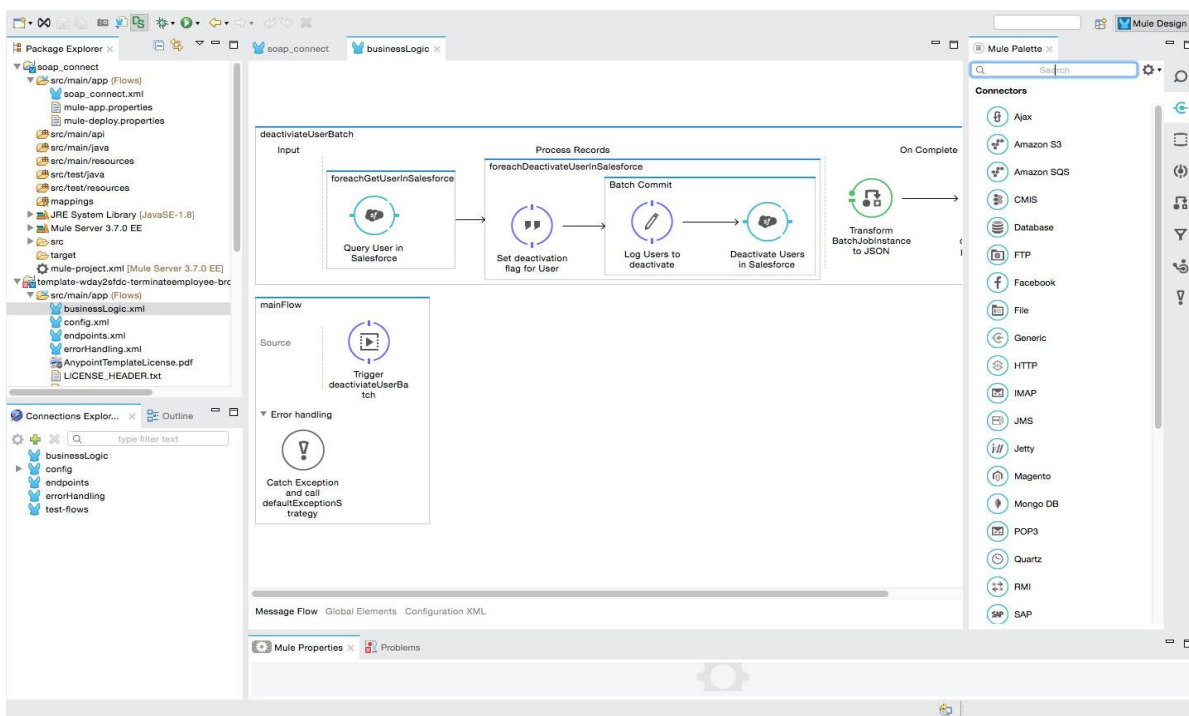 Mule Design
Package Explorer
soap_connect
src/main/app (Flows)
soap_connect.xml
mule-app.properties
mule-deploy.properties
src/main/api
src/main/java
src/main/resources
src/test/java
src/test/resources
mappings
JRE System Library [JavaSE-1.8]
Mule Server 3.7.0 EE
src
target
mule-project.xml [Mule Server 3.7.0 EE]
template-wday2sfdc-terminateemployee-brc
src/main/app (Flows)
businessLogic.xml
config.xml
endpoints.xml
errorHandling.xml
AnypointTemplateLicense.pdf
LICENSE_HEADER.txt
Connections Explor...
Outline
type filter text
businessLogic
config
endpoints
errorHandling
test-flows
soap_connect
businessLogic
deactiviateUserBatch
Input
Process Records
On Complete
foreachGetUserInSalesforce
Query User in
Salesforce
foreachDeactivateUserInSalesforce
Set deactivation
flag for User
Batch Commit
Log Users to
deactivate
Deactivate Users
in Salesforce
Transform
BatchJobInstance
to JSON
mainFlow
Source
Trigger
deactiviateUserBa
tch
Error handling
Catch Exception
and call
defaultExceptionS
trategy
Message Flow Global Elements Configuration XML
Mule Properties
Problems
Mule Palette
Search
Connectors
Ajax
Amazon S3
Amazon SQS
CMIS
Database
FTP
Facebook
File
Generic
HTTP
IMAP
JMS
Jetty
Magento
Mongo DB
POP3
Quartz
RMI
SAP